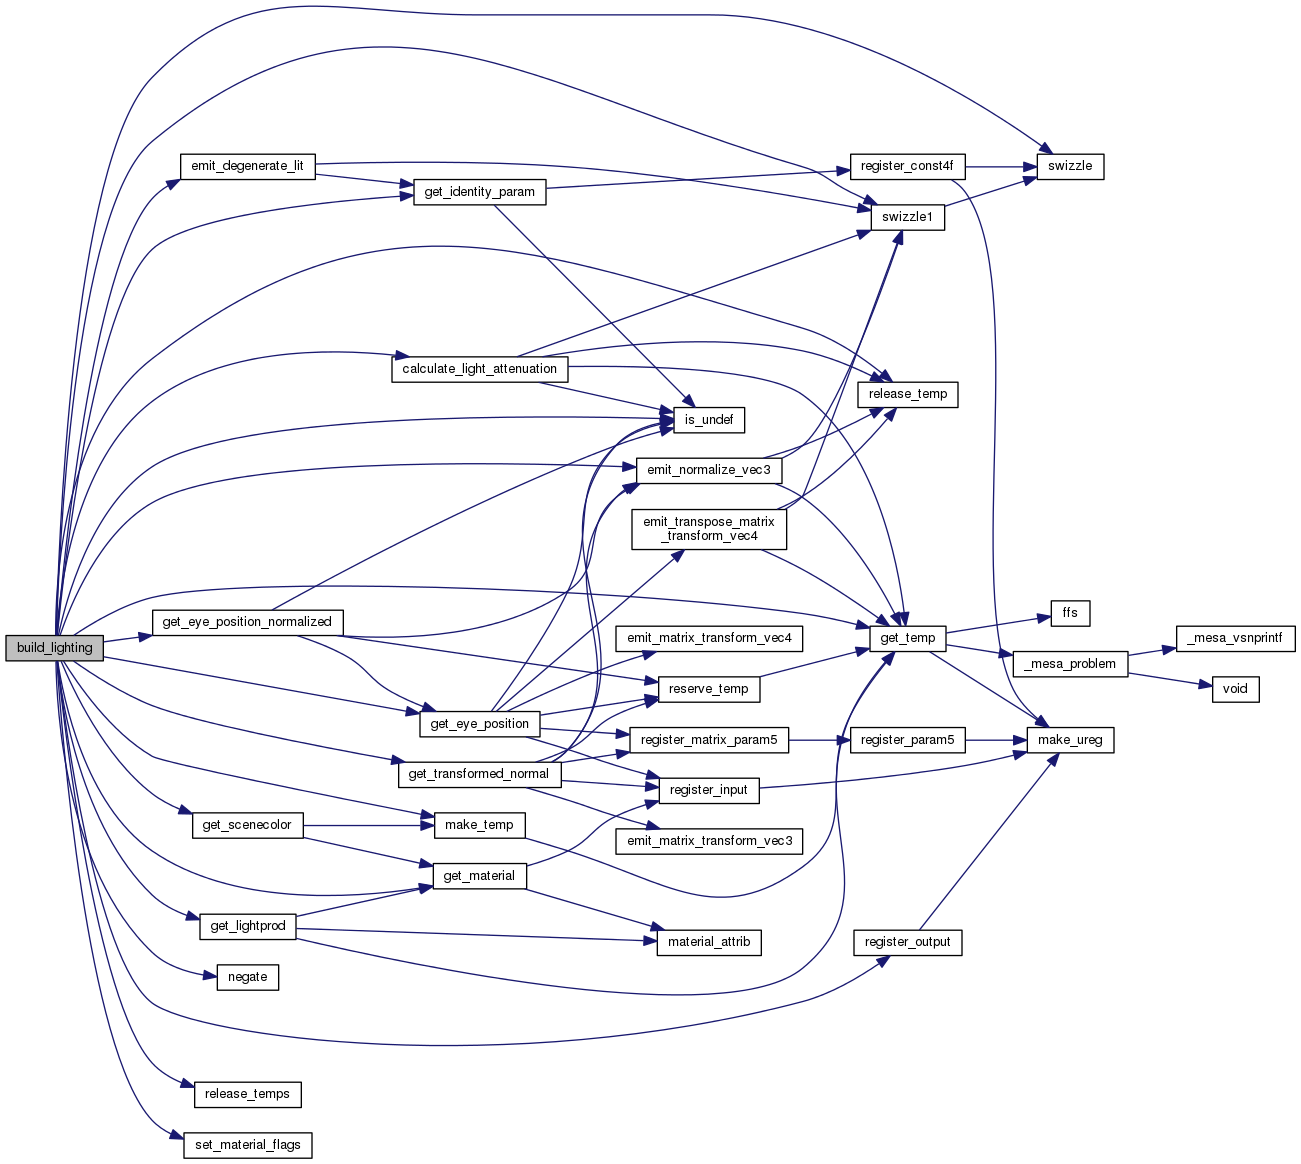 emit_degenerate_lit
register_const4f
swizzle
get_identity_param
swizzle1
calculate_light_attenuation
release_temp
is_undef
emit_normalize_vec3
emit_transpose_matrix
_transform_vec4
ffs
get_eye_position_normalized
emit_matrix_transform_vec4
get_temp
_mesa_vsnprintf
build_lighting
_mesa_problem
reserve_temp
void
get_eye_position
register_matrix_param5
register_param5
make_ureg
get_transformed_normal
register_input
get_scenecolor
make_temp
emit_matrix_transform_vec3
get_material
get_lightprod
material_attrib
register_output
negate
release_temps
set_material_flags